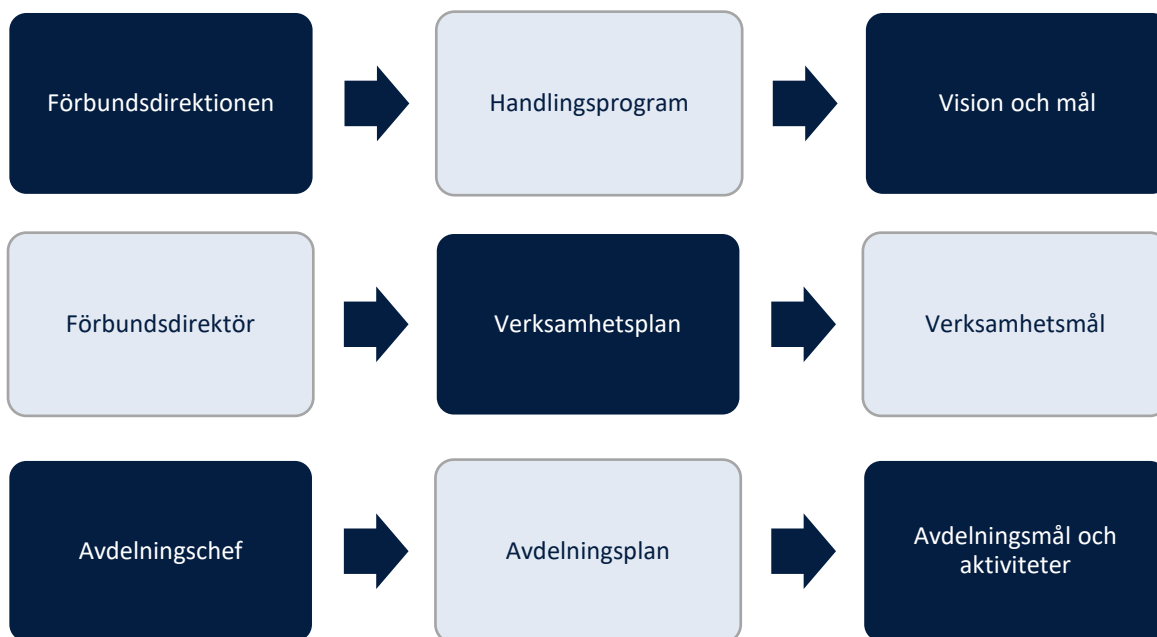 Förbundsdirektionen
Handlingsprogram
Vision och mål
Förbundsdirektör
Verksamhetsplan
Verksamhetsmål
Avdelningschef
Avdelningsplan
Avdelningsmål och
aktiviteter